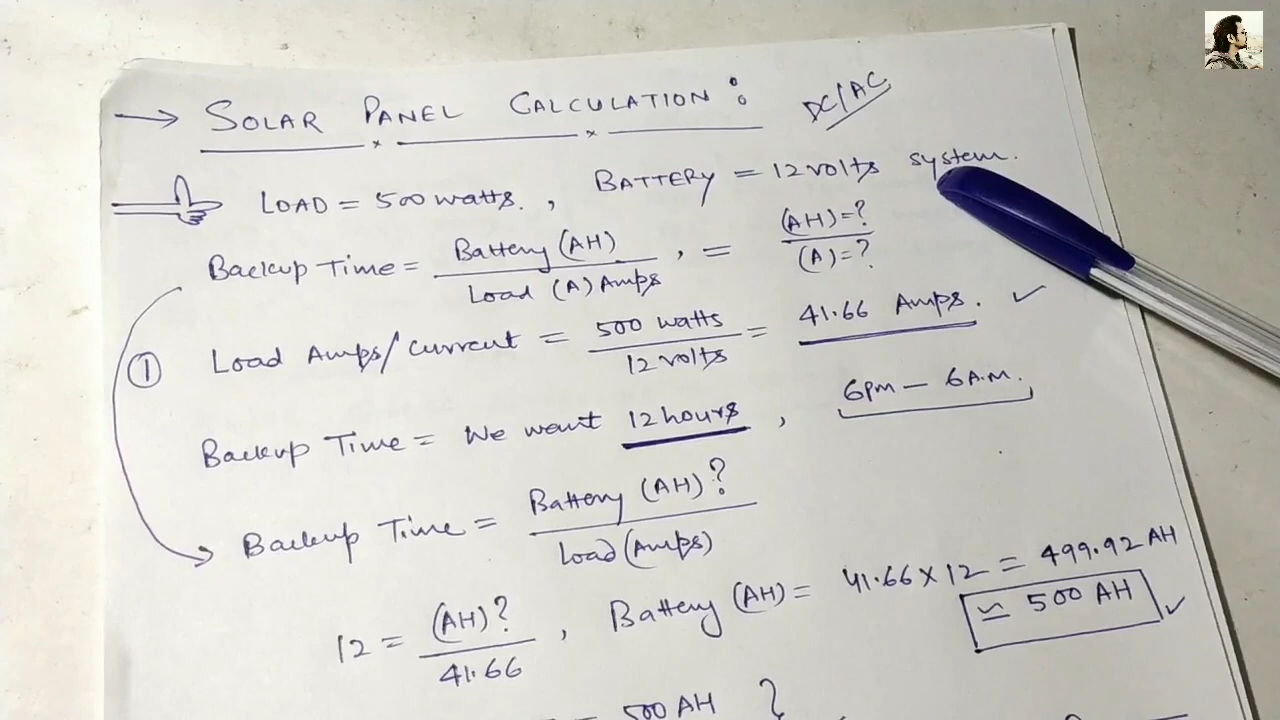 → SOLAR PANEL CALCULATION : DC/AC
LOAD = 500 watts. , BATTERY = 12 volts system.
Backup Time = Battery (AH) / Load (A) Amps , = (AH)=? / (A)=?
① Load Amps/current = 500 watts / 12 volts = 41.66 Amps. ✓
Backup Time = We want 12 hours , 6pm – 6A.M.
Backup Time = Battery (AH)? / Load (Amps)
12 = (AH)? / 41.66 , Battery (AH) = 41.66 × 12 = 499.92 AH
≃ 500 AH ✓
= 500 AH ?